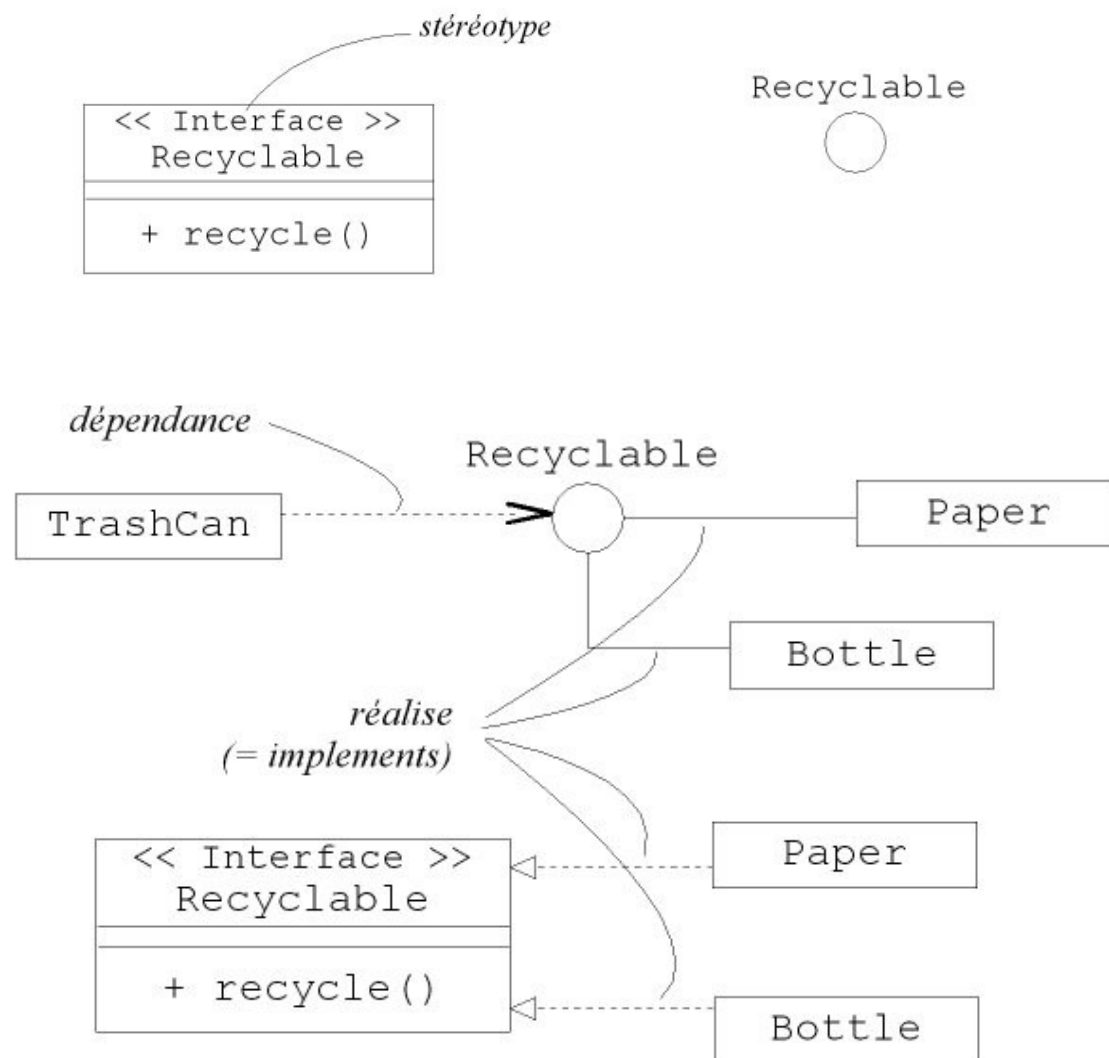 stéréotype
<< Interface >>
Recyclable
+ recycle()
Recyclable
dépendance
TrashCan
Recyclable
Paper
Bottle
réalise
(= implements)
<< Interface >>
Recyclable
+ recycle()
Paper
Bottle